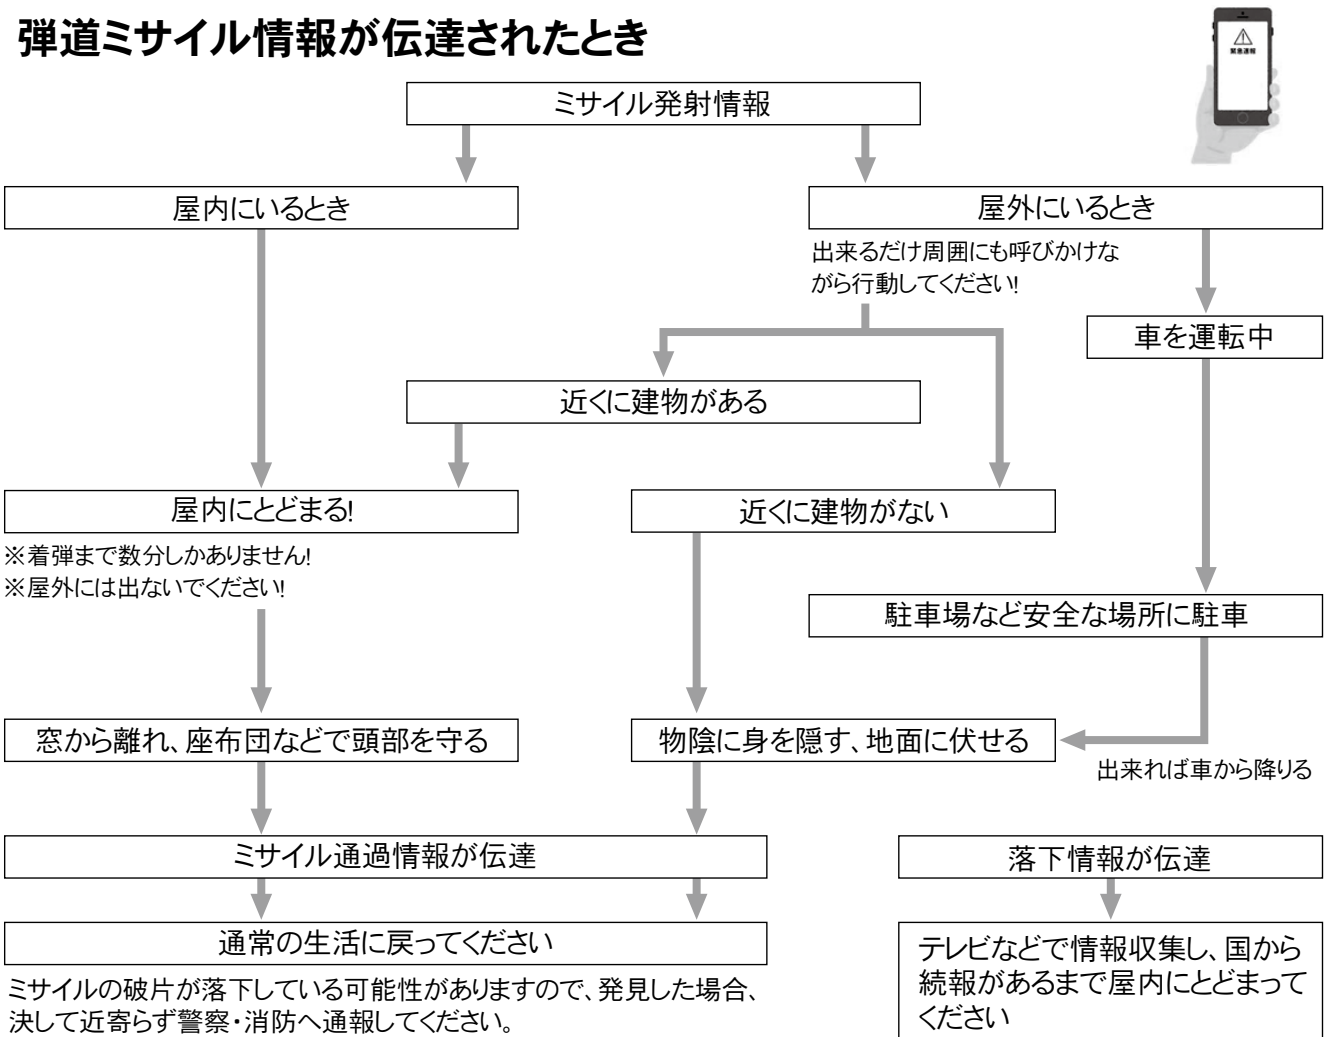 弾道ミサイル情報が伝達されたとき
緊急速報
ミサイル発射情報
屋内にいるとき
屋外にいるとき
出来るだけ周囲にも呼びかけな
がら行動してください!
車を運転中
近くに建物がある
屋内にとどまる!
近くに建物がない
※着弾まで数分しかありません!
※屋外には出ないでください!
駐車場など安全な場所に駐車
窓から離れ、座布団などで頭部を守る
物陰に身を隠す、地面に伏せる
出来れば車から降りる
ミサイル通過情報が伝達
落下情報が伝達
通常の生活に戻ってください
テレビなどで情報収集し、国から
続報があるまで屋内にとどまって
ください
ミサイルの破片が落下している可能性がありますので、発見した場合、
決して近寄らず警察・消防へ通報してください。